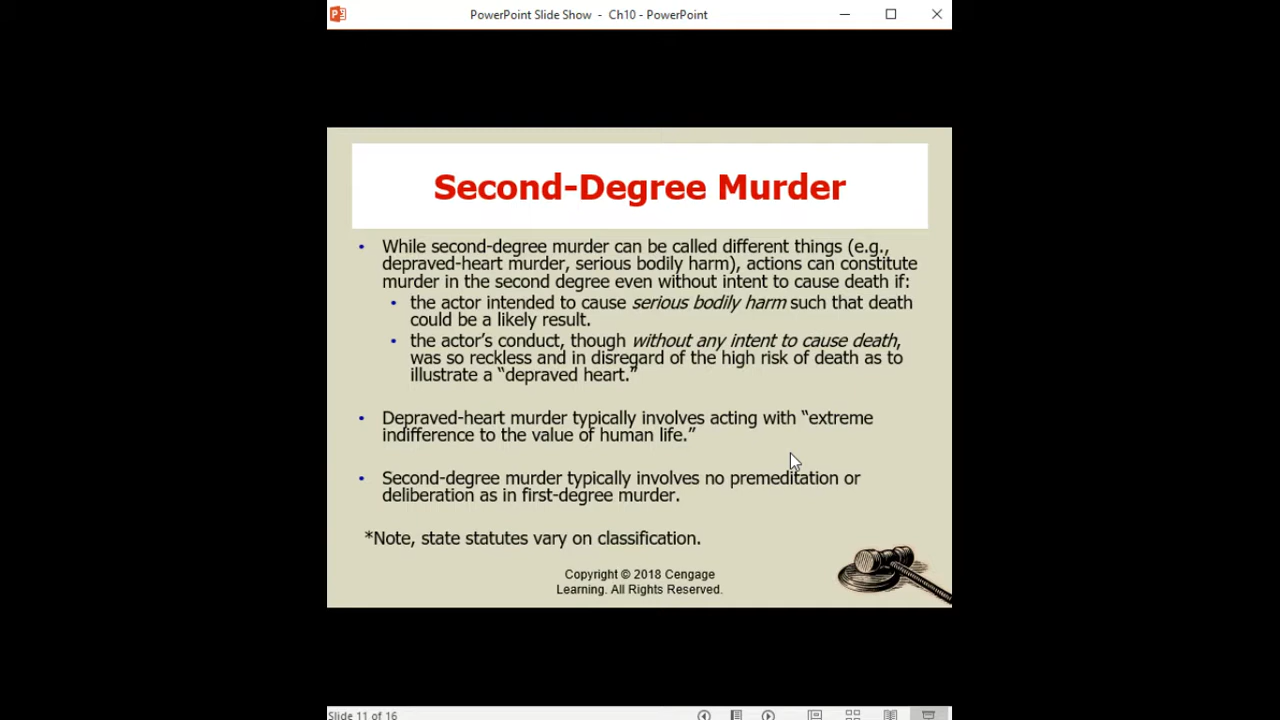 PowerPoint Slide Show - Ch10 - PowerPoint
Second-Degree Murder
• While second-degree murder can be called different things (e.g.,
depraved-heart murder, serious bodily harm), actions can constitute
murder in the second degree even without intent to cause death if:
• the actor intended to cause serious bodily harm such that death
could be a likely result.
• the actor's conduct, though without any intent to cause death,
was so reckless and in disregard of the high risk of death as to
illustrate a “depraved heart.”
• Depraved-heart murder typically involves acting with “extreme
indifference to the value of human life.”
• Second-degree murder typically involves no premeditation or
deliberation as in first-degree murder.
*Note, state statutes vary on classification.
Copyright © 2018 Cengage
Learning. All Rights Reserved.
Slide 11 of 16